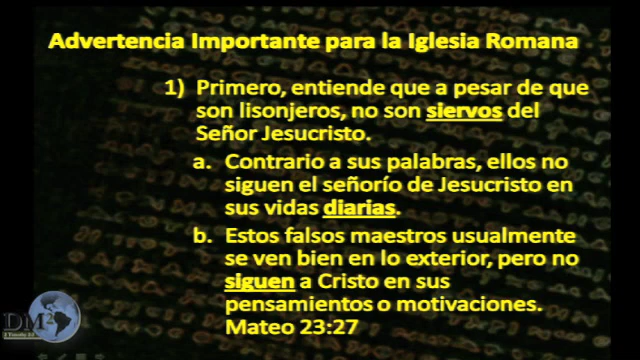 Advertencia Importante para la Iglesia Romana
1) Primero, entiende que a pesar de que
son lisonjeros, no son siervos del
Señor Jesucristo.
a. Contrario a sus palabras, ellos no
siguen el señorío de Jesucristo en
sus vidas diarias.
b. Estos falsos maestros usualmente
se ven bien en lo exterior, pero no
siguen a Cristo en sus
pensamientos o motivaciones.
Mateo 23:27
DM2